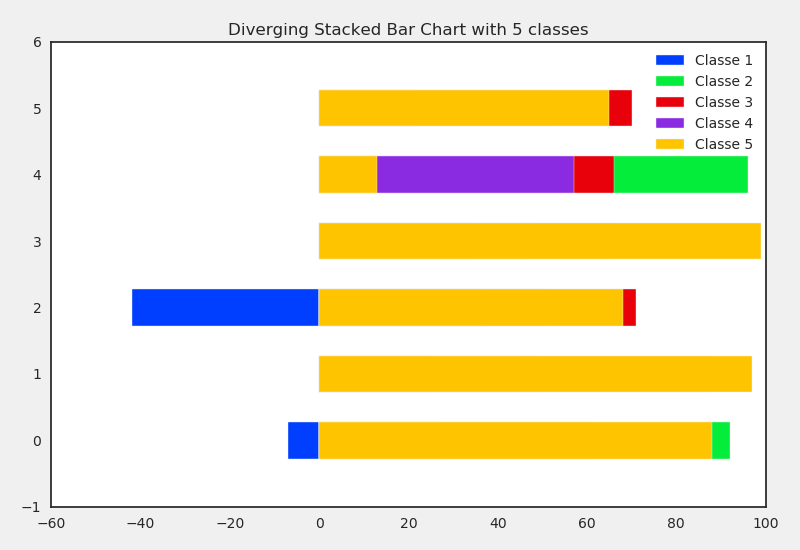 Diverging Stacked Bar Chart with 5 classes
6
5
4
3
2
1
0
−1
Classe 1
Classe 2
Classe 3
Classe 4
Classe 5
−60 −40 −20 0 20 40 60 80 100